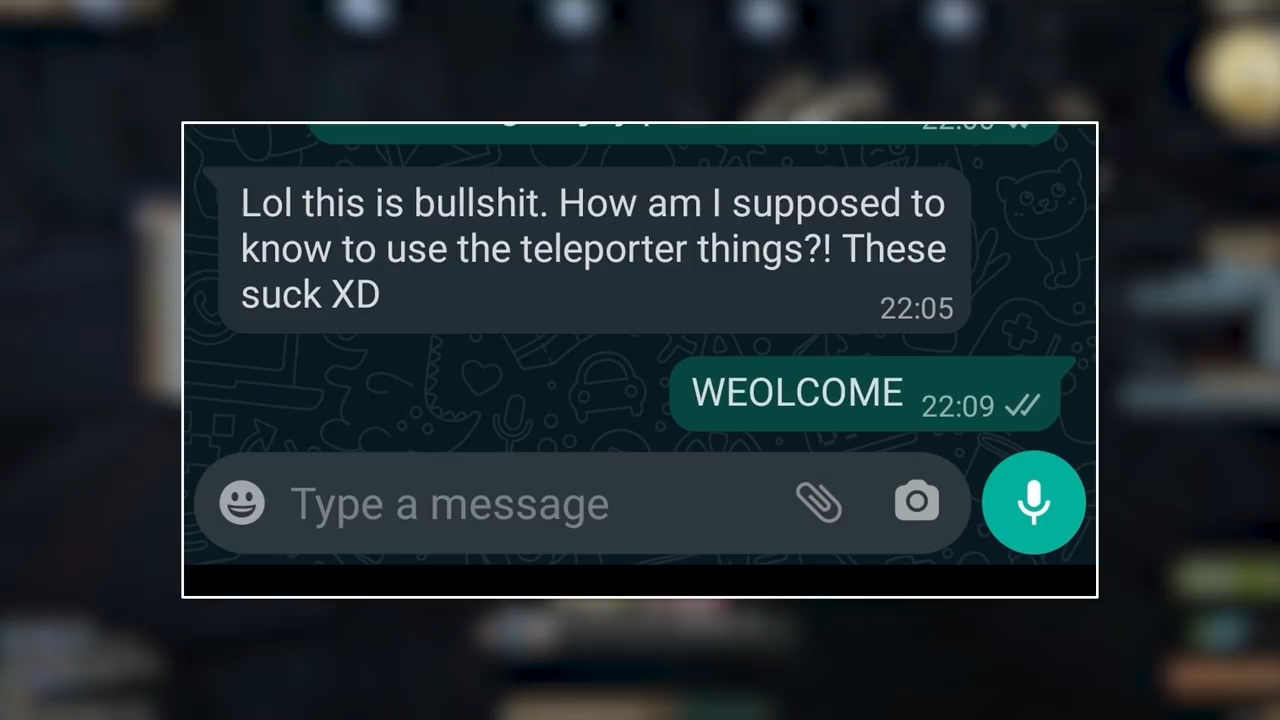 Lol this is bullshit. How am I supposed to
know to use the teleporter things?! These
suck XD
22:05
WEOLCOME 22:09
Type a message